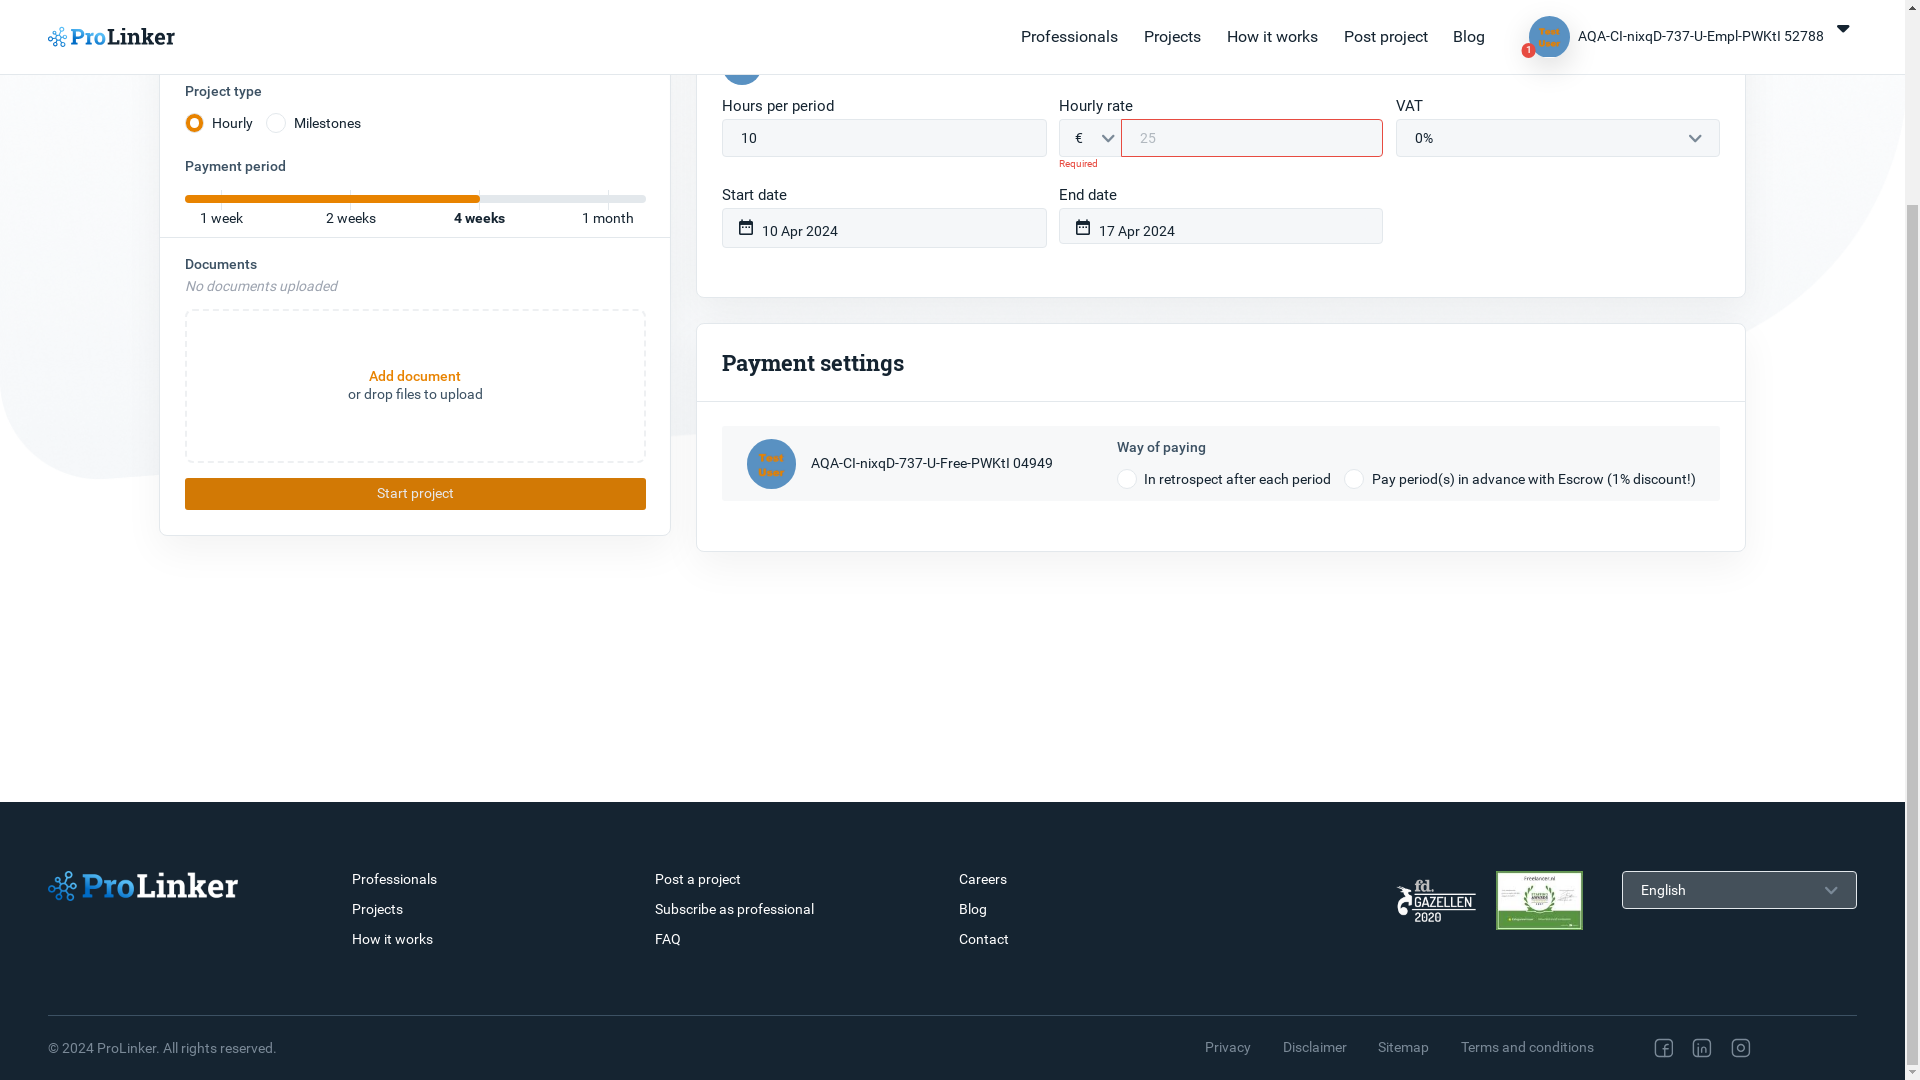 ProLinker
Professionals
Projects
How it works
Post project
Blog
1
Test
User
AQA-CI-nixqD-737-U-Empl-PWKtI 52788
Project type
Hourly
Milestones
Payment period
1 week
2 weeks
4 weeks
1 month
Documents
No documents uploaded
Add document
or drop files to upload
Start project
Hours per period
Hourly rate
VAT
10
€
25
0%
Required
Start date
End date
10 Apr 2024
17 Apr 2024
Payment settings
Test
User
AQA-CI-nixqD-737-U-Free-PWKtI 04949
Way of paying
In retrospect after each period
Pay period(s) in advance with Escrow (1% discount!)
ProLinker
Professionals
Projects
How it works
Post a project
Subscribe as professional
FAQ
Careers
Blog
Contact
fd.
GAZELLEN
2020
Freelancer.nl
English
© 2024 ProLinker. All rights reserved.
Privacy
Disclaimer
Sitemap
Terms and conditions